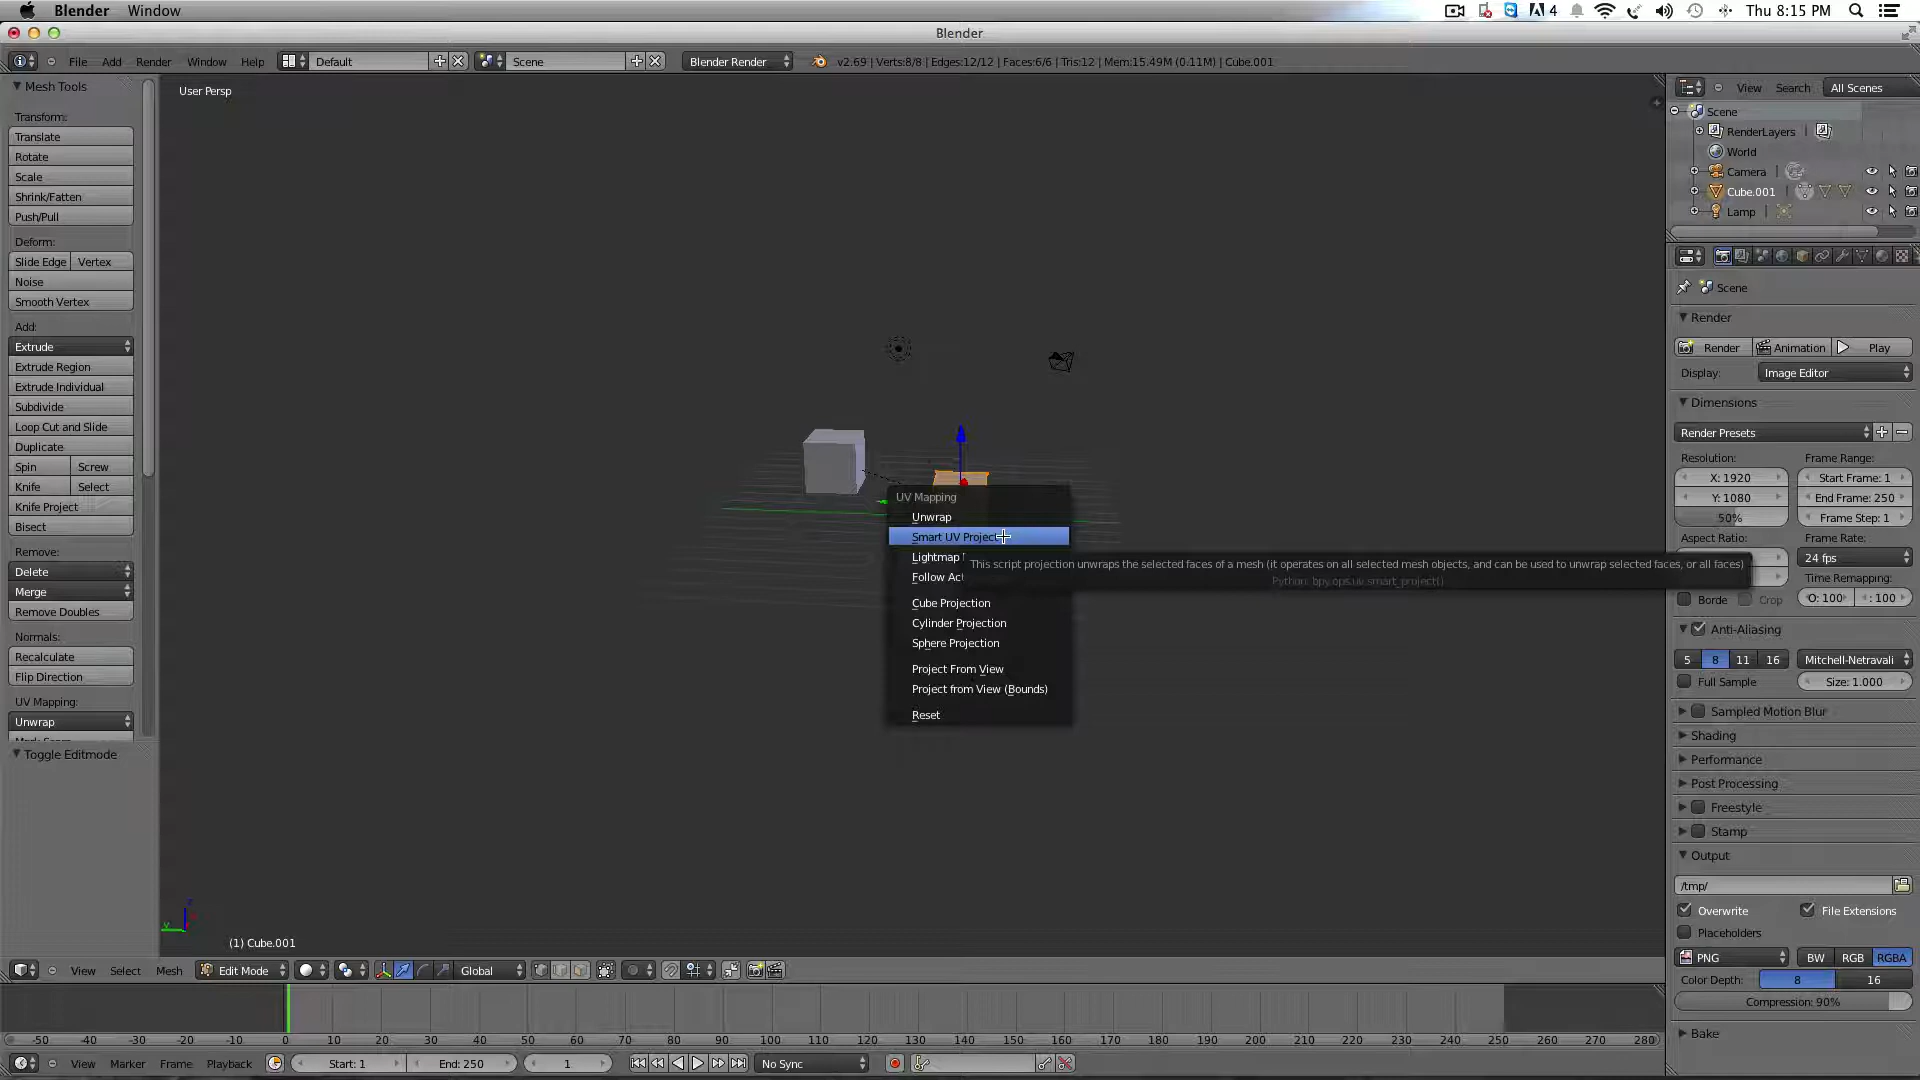 Blender Window
4 Thu 8:15 PM
Blender
File Add Render Window Help Default Scene Blender Render v2.69 | Verts:8/8 | Edges:12/12 | Faces:6/6 | Tris:12 | Mem:15.49M (0.11M) | Cube.001
Mesh Tools
Transform:
Translate
Rotate
Scale
Shrink/Fatten
Push/Pull
Deform:
Slide Edge Vertex
Noise
Smooth Vertex
Add:
Extrude
Extrude Region
Extrude Individual
Subdivide
Loop Cut and Slide
Duplicate
Spin Screw
Knife Select
Knife Project
Bisect
Remove:
Delete
Merge
Remove Doubles
Normals:
Recalculate
Flip Direction
UV Mapping:
Unwrap
Toggle Editmode
User Persp
UV Mapping
Unwrap
Smart UV Project
Lightmap
Follow Act
This script projection unwraps the selected faces of a mesh (it operates on all selected mesh objects, and can be used to unwrap selected faces, or all faces)
Python: bpy.ops.uv.smart_project()
Cube Projection
Cylinder Projection
Sphere Projection
Project From View
Project from View (Bounds)
Reset
z
y
(1) Cube.001
View Select Mesh Edit Mode Global
-50 -40 -30 -20 -10 0 10 20 30 40 50 60 70 80 90 100 110 120 130 140 150 160 170 180 190 200 210 220 230 240 250 260 270 280
View Marker Frame Playback Start: 1 End: 250 1 No Sync
View Search All Scenes
Scene
RenderLayers
World
Camera
Cube.001
Lamp
Scene
Render
Render Animation Play
Display: Image Editor
Dimensions
Render Presets
Resolution: Frame Range:
X: 1920 Start Frame: 1
Y: 1080 End Frame: 250
50% Frame Step: 1
Aspect Ratio: Frame Rate:
24 fps
Time Remapping:
Borde Crop O: 100 : 100
Anti-Aliasing
5 8 11 16 Mitchell-Netravali
Full Sample Size: 1.000
Sampled Motion Blur
Shading
Performance
Post Processing
Freestyle
Stamp
Output
/tmp/
Overwrite File Extensions
Placeholders
PNG BW RGB RGBA
Color Depth: 8 16
Compression: 90%
Bake